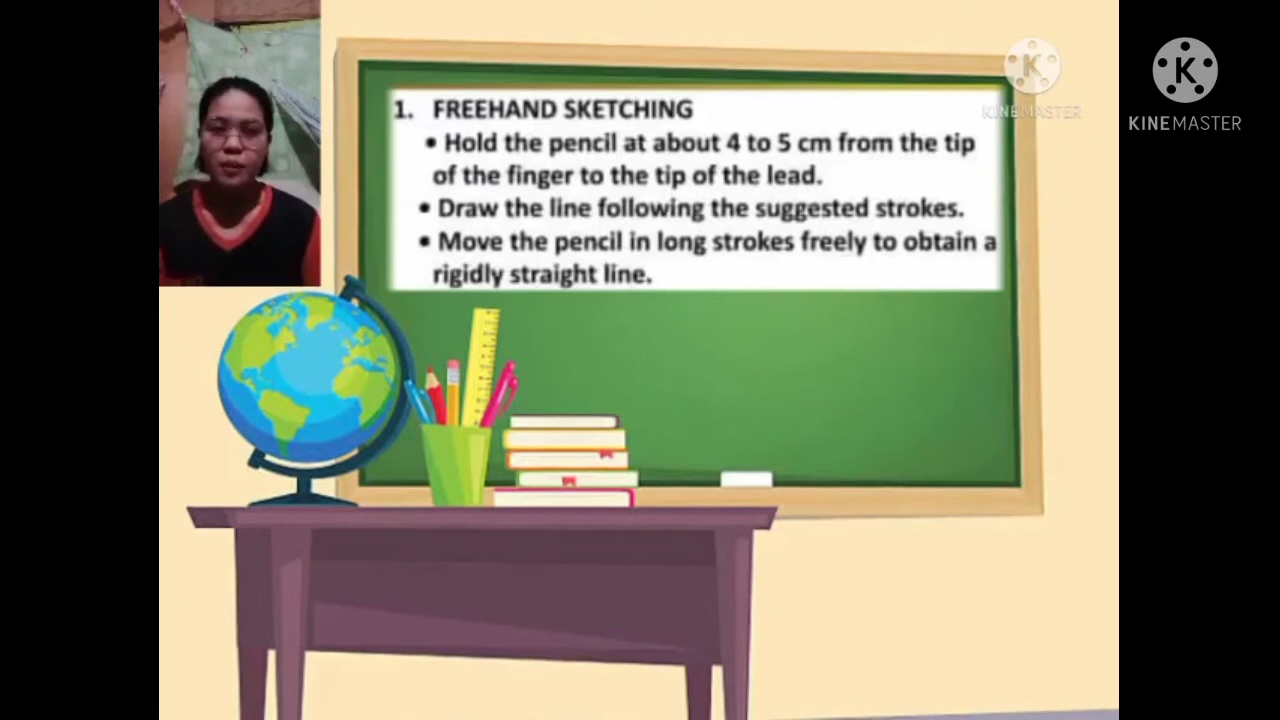 1. FREEHAND SKETCHING
• Hold the pencil at about 4 to 5 cm from the tip
of the finger to the tip of the lead.
• Draw the line following the suggested strokes.
• Move the pencil in long strokes freely to obtain a
rigidly straight line.
K
KINEMASTER
K
KINEMASTER